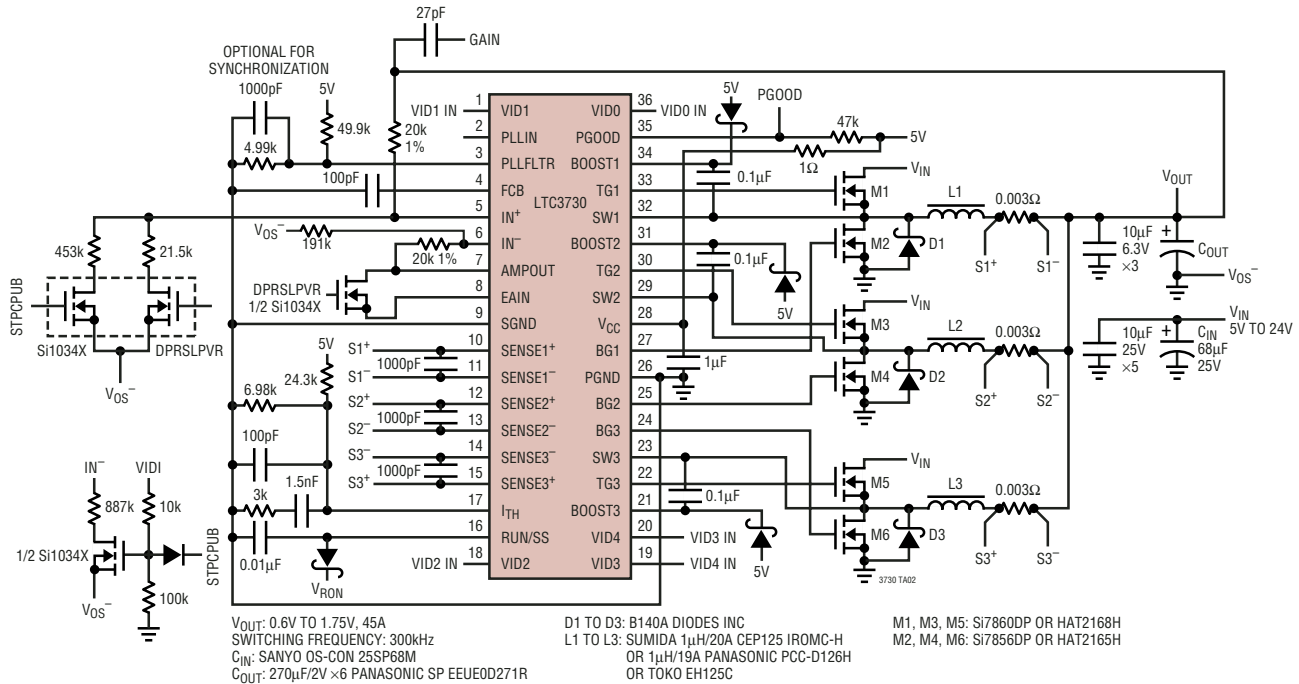 27pF
GAIN
OPTIONAL FOR
SYNCHRONIZATION
1000pF
5V
49.9k
4.99k
20k
1%
100pF
VID1 IN
1
VID1
2
PLLIN
3
PLLFLTR
4
FCB
5
IN+
6
IN−
7
AMPOUT
8
EAIN
9
SGND
10
SENSE1+
11
SENSE1−
12
SENSE2+
13
SENSE2−
14
SENSE3−
15
SENSE3+
17
ITH
16
RUN/SS
18
VID2
LTC3730
36
VID0
VID0 IN
35
PGOOD
34
BOOST1
33
TG1
32
SW1
31
BOOST2
30
TG2
29
SW2
28
VCC
27
BG1
26
PGND
25
BG2
24
BG3
23
SW3
22
TG3
21
BOOST3
20
VID4
VID3 IN
19
VID3
VID4 IN
5V
PGOOD
47k
5V
1Ω
0.1µF
VIN
M1
M2
D1
L1
0.003Ω
S1+
S1−
VOUT
10µF
6.3V
×3
+
COUT
VOS−
0.1µF
5V
VIN
M3
M4
D2
L2
0.003Ω
S2+
S2−
VIN
5V TO 24V
10µF
25V
×5
+
CIN
68µF
25V
1µF
VIN
M5
M6
D3
L3
0.003Ω
S3+
S3−
0.1µF
5V
3730 TA02
453k
21.5k
STPCPUB
Si1034X
DPRSLPVR
VOS−
VOS−
191k
20k 1%
DPRSLPVR
1/2 Si1034X
S1+
1000pF
S1−
S2+
1000pF
S2−
S3−
1000pF
S3+
5V
24.3k
6.98k
100pF
1.5nF
3k
0.01µF
VID2 IN
VRON
IN−
VIDI
887k
10k
1/2 Si1034X
STPCPUB
VOS−
100k
VOUT: 0.6V TO 1.75V, 45A
SWITCHING FREQUENCY: 300kHz
CIN: SANYO OS-CON 25SP68M
COUT: 270µF/2V ×6 PANASONIC SP EEUE0D271R
D1 TO D3: B140A DIODES INC
L1 TO L3: SUMIDA 1µH/20A CEP125 IROMC-H
OR 1µH/19A PANASONIC PCC-D126H
OR TOKO EH125C
M1, M3, M5: Si7860DP OR HAT2168H
M2, M4, M6: Si7856DP OR HAT2165H